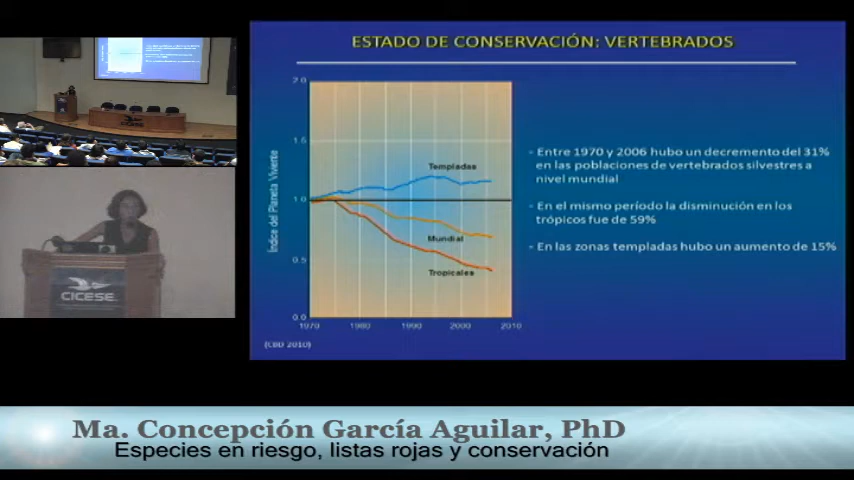 ESTADO DE CONSERVACIÓN: VERTEBRADOS
2.0
1.5
1.0
0.5
0.0
Índice del Planeta Viviente
Templadas
Mundial
Tropicales
1970 1980 1990 2000 2010
(CBD 2010)
- Entre 1970 y 2006 hubo un decremento del 31%
en las poblaciones de vertebrados silvestres a
nivel mundial
- En el mismo período la disminución en los
trópicos fue de 59%
- En las zonas templadas hubo un aumento de 15%
CICESE
Ma. Concepción García Aguilar, PhD
Especies en riesgo, listas rojas y conservación